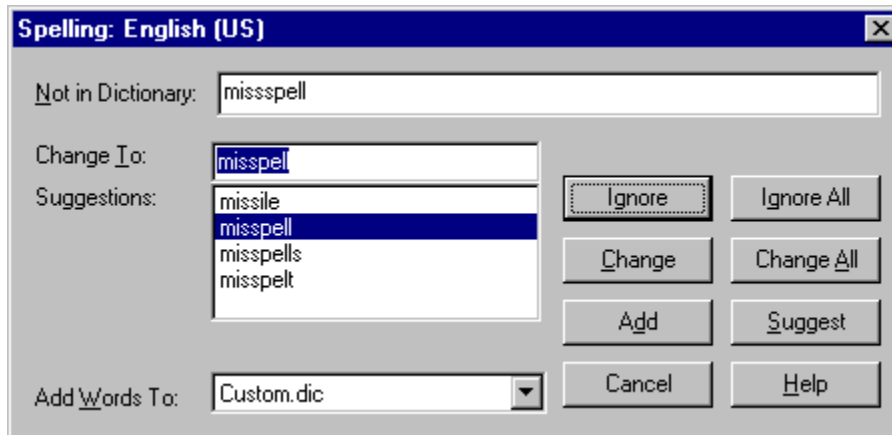 Spelling: English (US)
Not in Dictionary: missspell
Change To: misspell
Suggestions:
missile
misspell
misspells
misspelt
Ignore Ignore All
Change Change All
Add Suggest
Cancel Help
Add Words To: Custom.dic